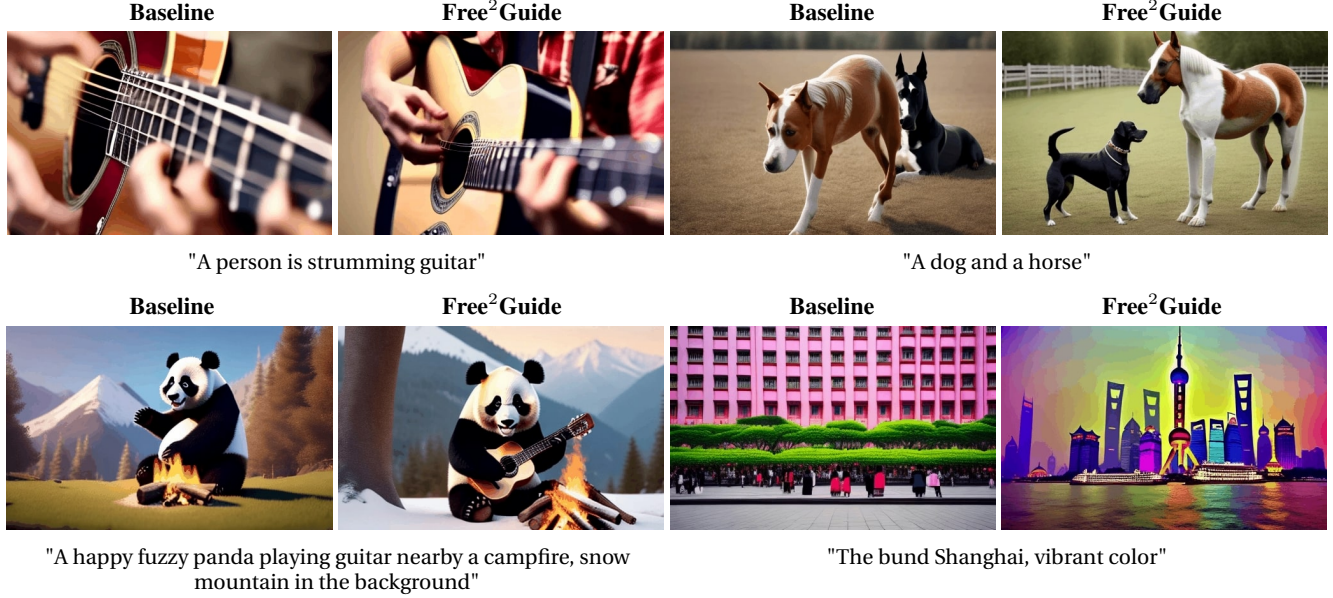 Baseline
Free²Guide
Baseline
Free²Guide
"A person is strumming guitar"
"A dog and a horse"
Baseline
Free²Guide
Baseline
Free²Guide
"A happy fuzzy panda playing guitar nearby a campfire, snow
mountain in the background"
"The bund Shanghai, vibrant color"